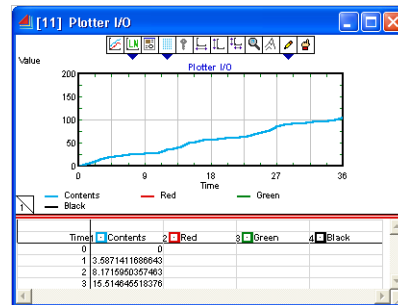 [11] Plotter I/O
LN
Value
Plotter I/O
200
150
100
50
0
0 9 18 27 36
Time
Contents Red Green
Black
1
Time 1 Contents 2 Red 3 Green 4 Black
0 0
1 3.5871411686643
2 8.1715950357463
3 15.514645518376